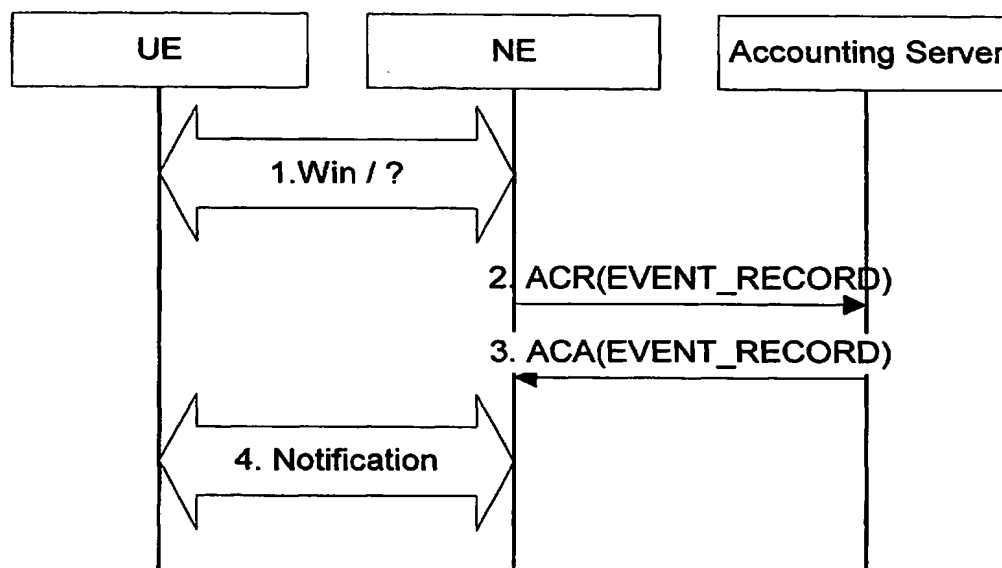 UE
NE
Accounting Server
1.Win / ?
2. ACR(EVENT_RECORD)
3. ACA(EVENT_RECORD)
4. Notification